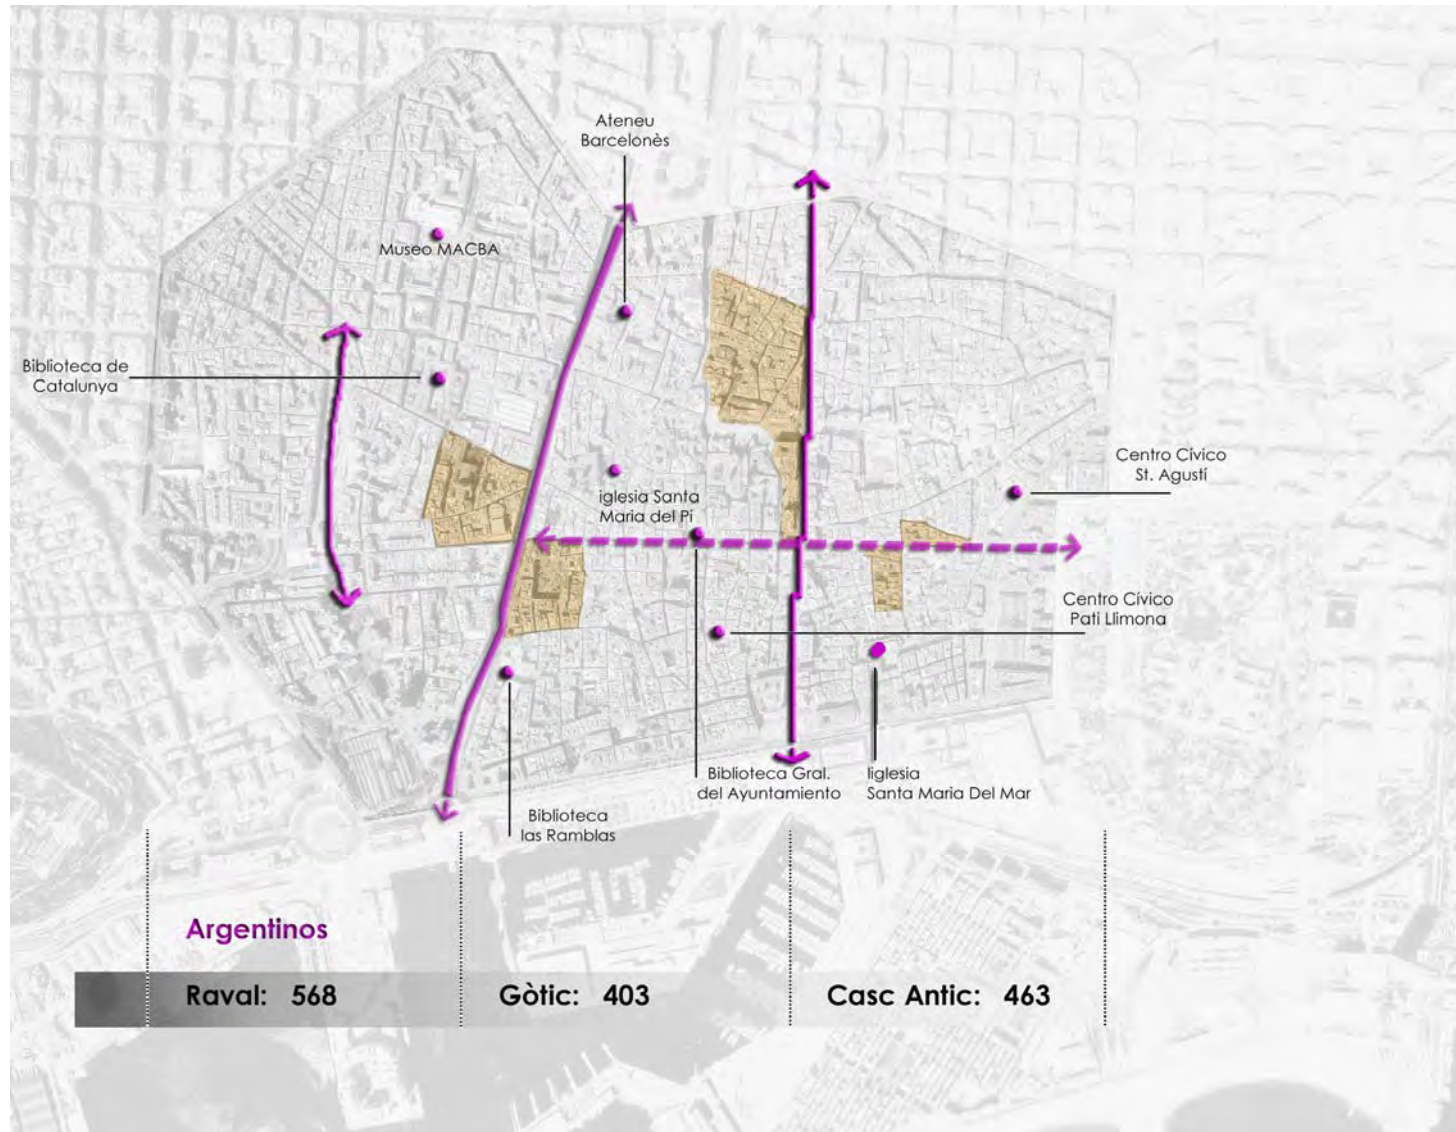 Ateneu
Barcelonès
Museo MACBA
Biblioteca de
Catalunya
Centro Cívico
St. Agustí
iglesia Santa
Maria del Pi
Centro Cívico
Pati Llimona
Biblioteca Gral.
del Ayuntamiento
Iiglesia
Santa Maria Del Mar
Biblioteca
las Ramblas
Argentinos
Raval: 568
Gòtic: 403
Casc Antic: 463